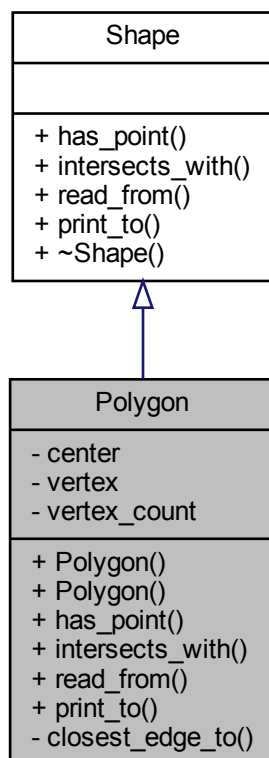 Shape
+ has_point()
+ intersects_with()
+ read_from()
+ print_to()
+ ~Shape()
Polygon
- center
- vertex
- vertex_count
+ Polygon()
+ Polygon()
+ has_point()
+ intersects_with()
+ read_from()
+ print_to()
- closest_edge_to()